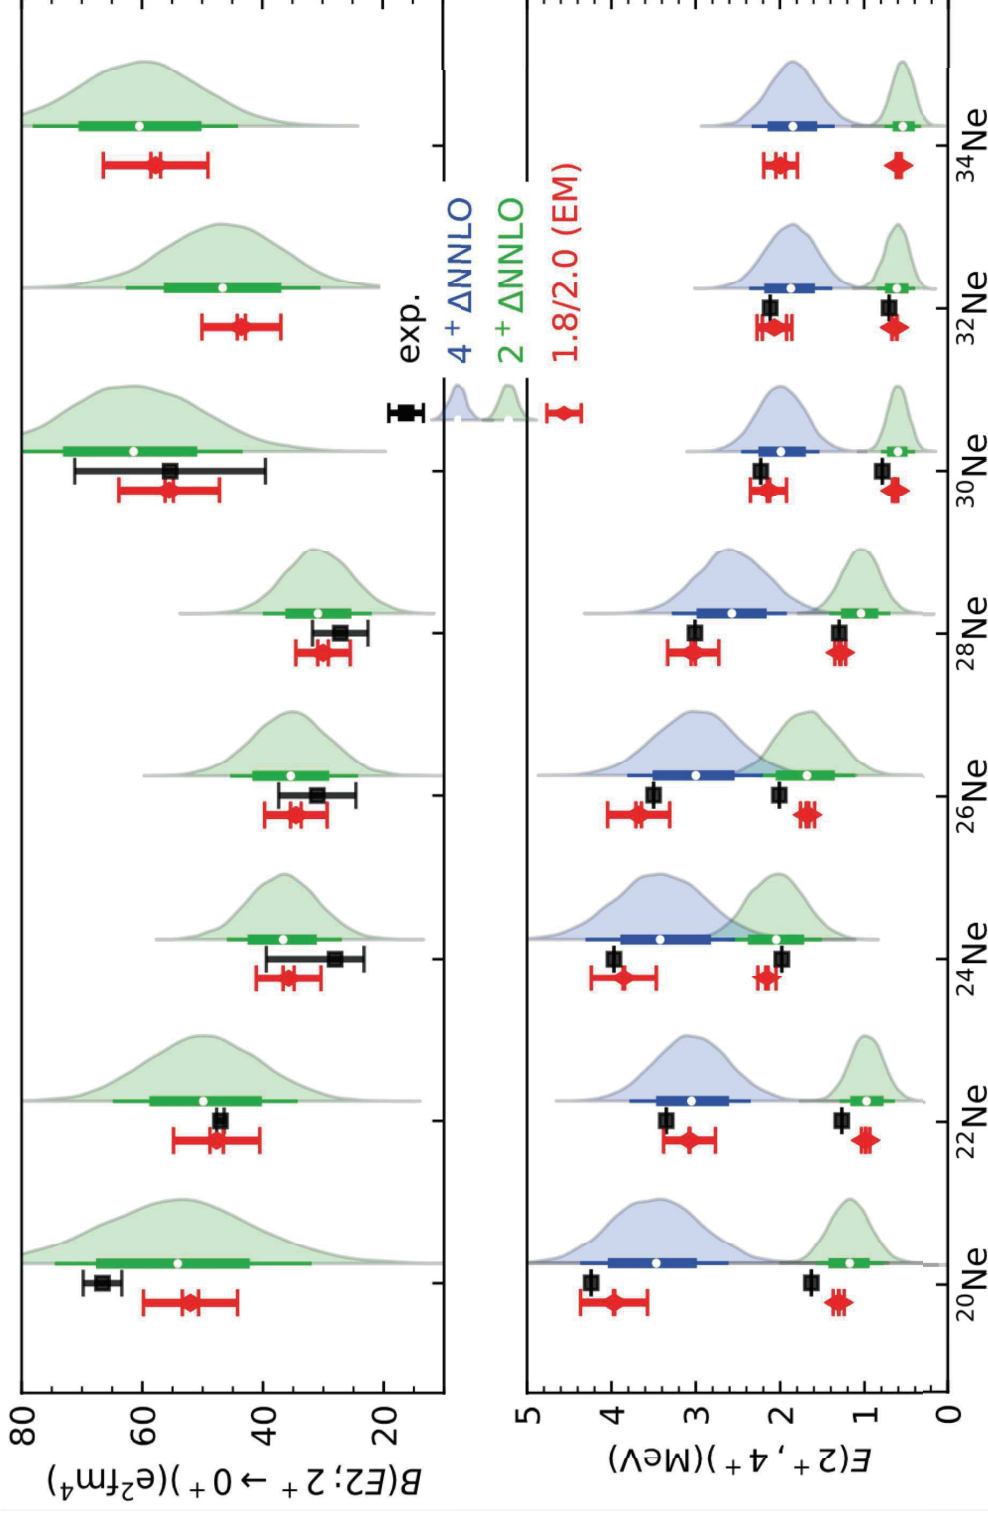 B(E2; 2⁺ → 0⁺)(e²fm⁴)
80
60
40
20
exp.
4⁺ ΔNNLO
2⁺ ΔNNLO
1.8/2.0 (EM)
E(2⁺, 4⁺)(MeV)
5
4
3
2
1
0
²⁰Ne ²²Ne ²⁴Ne ²⁶Ne ²⁸Ne ³⁰Ne ³²Ne ³⁴Ne